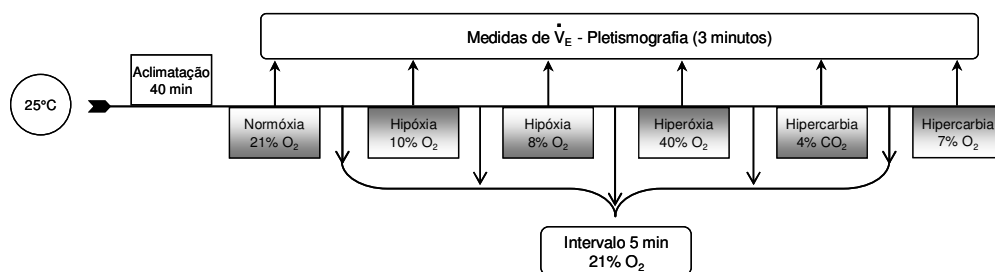 Medidas de V̇E - Pletismografia (3 minutos)
Aclimatação
40 min
25°C
Normóxia
21% O2
Hipóxia
10% O2
Hipóxia
8% O2
Hiperóxia
40% O2
Hipercarbia
4% CO2
Hipercarbia
7% O2
Intervalo 5 min
21% O2